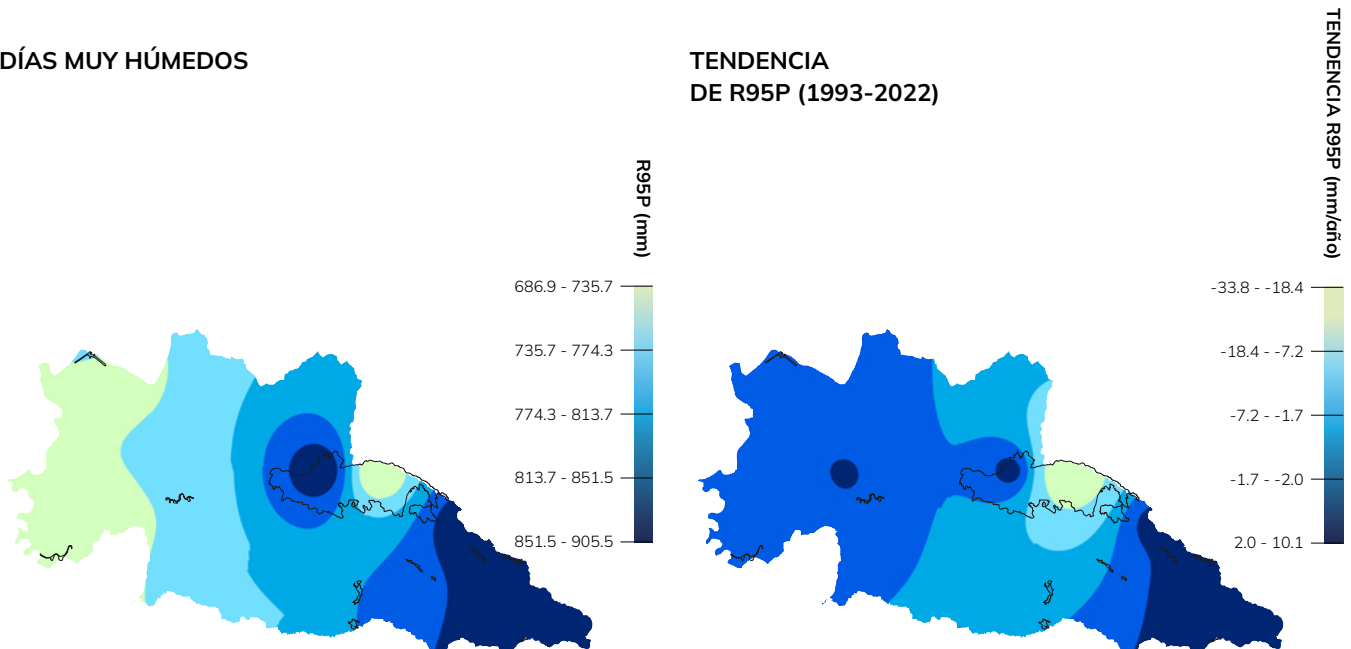 DÍAS MUY HÚMEDOS
R95P (mm)
686.9 - 735.7
735.7 - 774.3
774.3 - 813.7
813.7 - 851.5
851.5 - 905.5
TENDENCIA
DE R95P (1993-2022)
TENDENCIA R95P (mm/año)
-33.8 - -18.4
-18.4 - -7.2
-7.2 - -1.7
-1.7 - -2.0
2.0 - 10.1